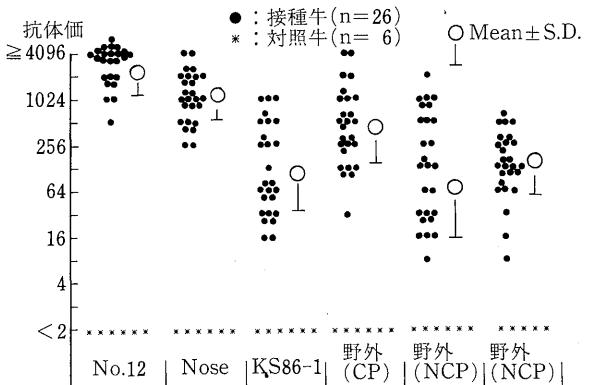 抗体価
●：接種牛(n＝26)
＊：対照牛(n＝ 6)
Mean±S.D.
≧4096
1024
256
64
16
4
＜2
No.12
Nose
KS86-1
野外(CP)
野外(NCP)
野外(NCP)